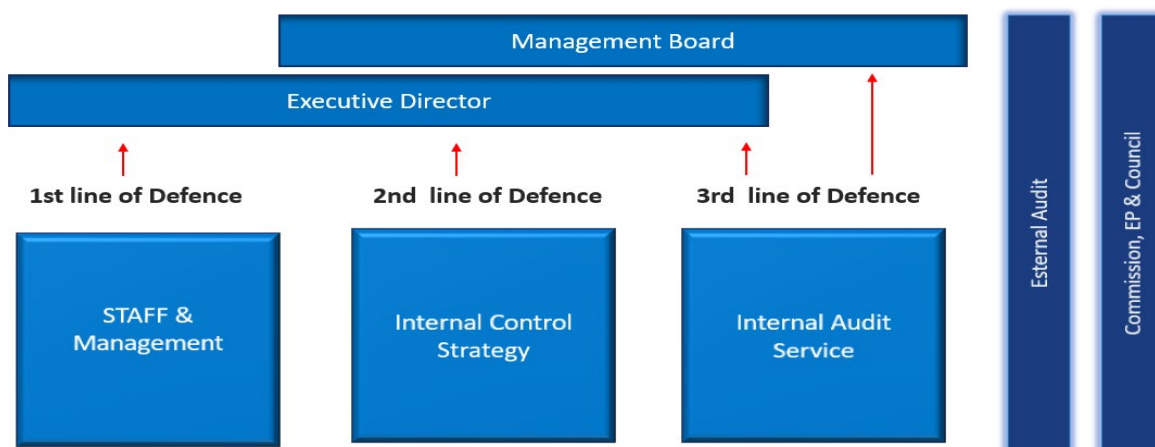 Management Board
Executive Director
1st line of Defence
2nd line of Defence
3rd line of Defence
STAFF &
Management
Internal Control
Strategy
Internal Audit
Service
Esternal Audit
Commission, EP & Council